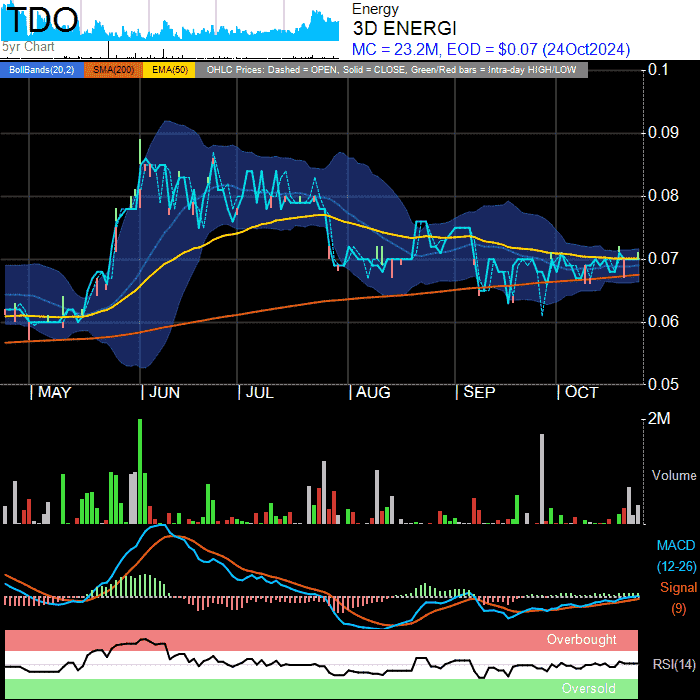 TDO
5yr Chart
Energy
3D ENERGI
MC = 23.2M, EOD = $0.07 (24Oct2024)
BollBands(20,2) SMA(200) EMA(50) OHLC Prices: Dashed = OPEN, Solid = CLOSE, Green/Red bars = Intra-day HIGH/LOW
0.1
0.09
0.08
0.07
0.06
0.05
| MAY | JUN | JUL | AUG | SEP | OCT
2M
Volume
MACD
(12-26)
Signal
(9)
Overbought
RSI(14)
Oversold